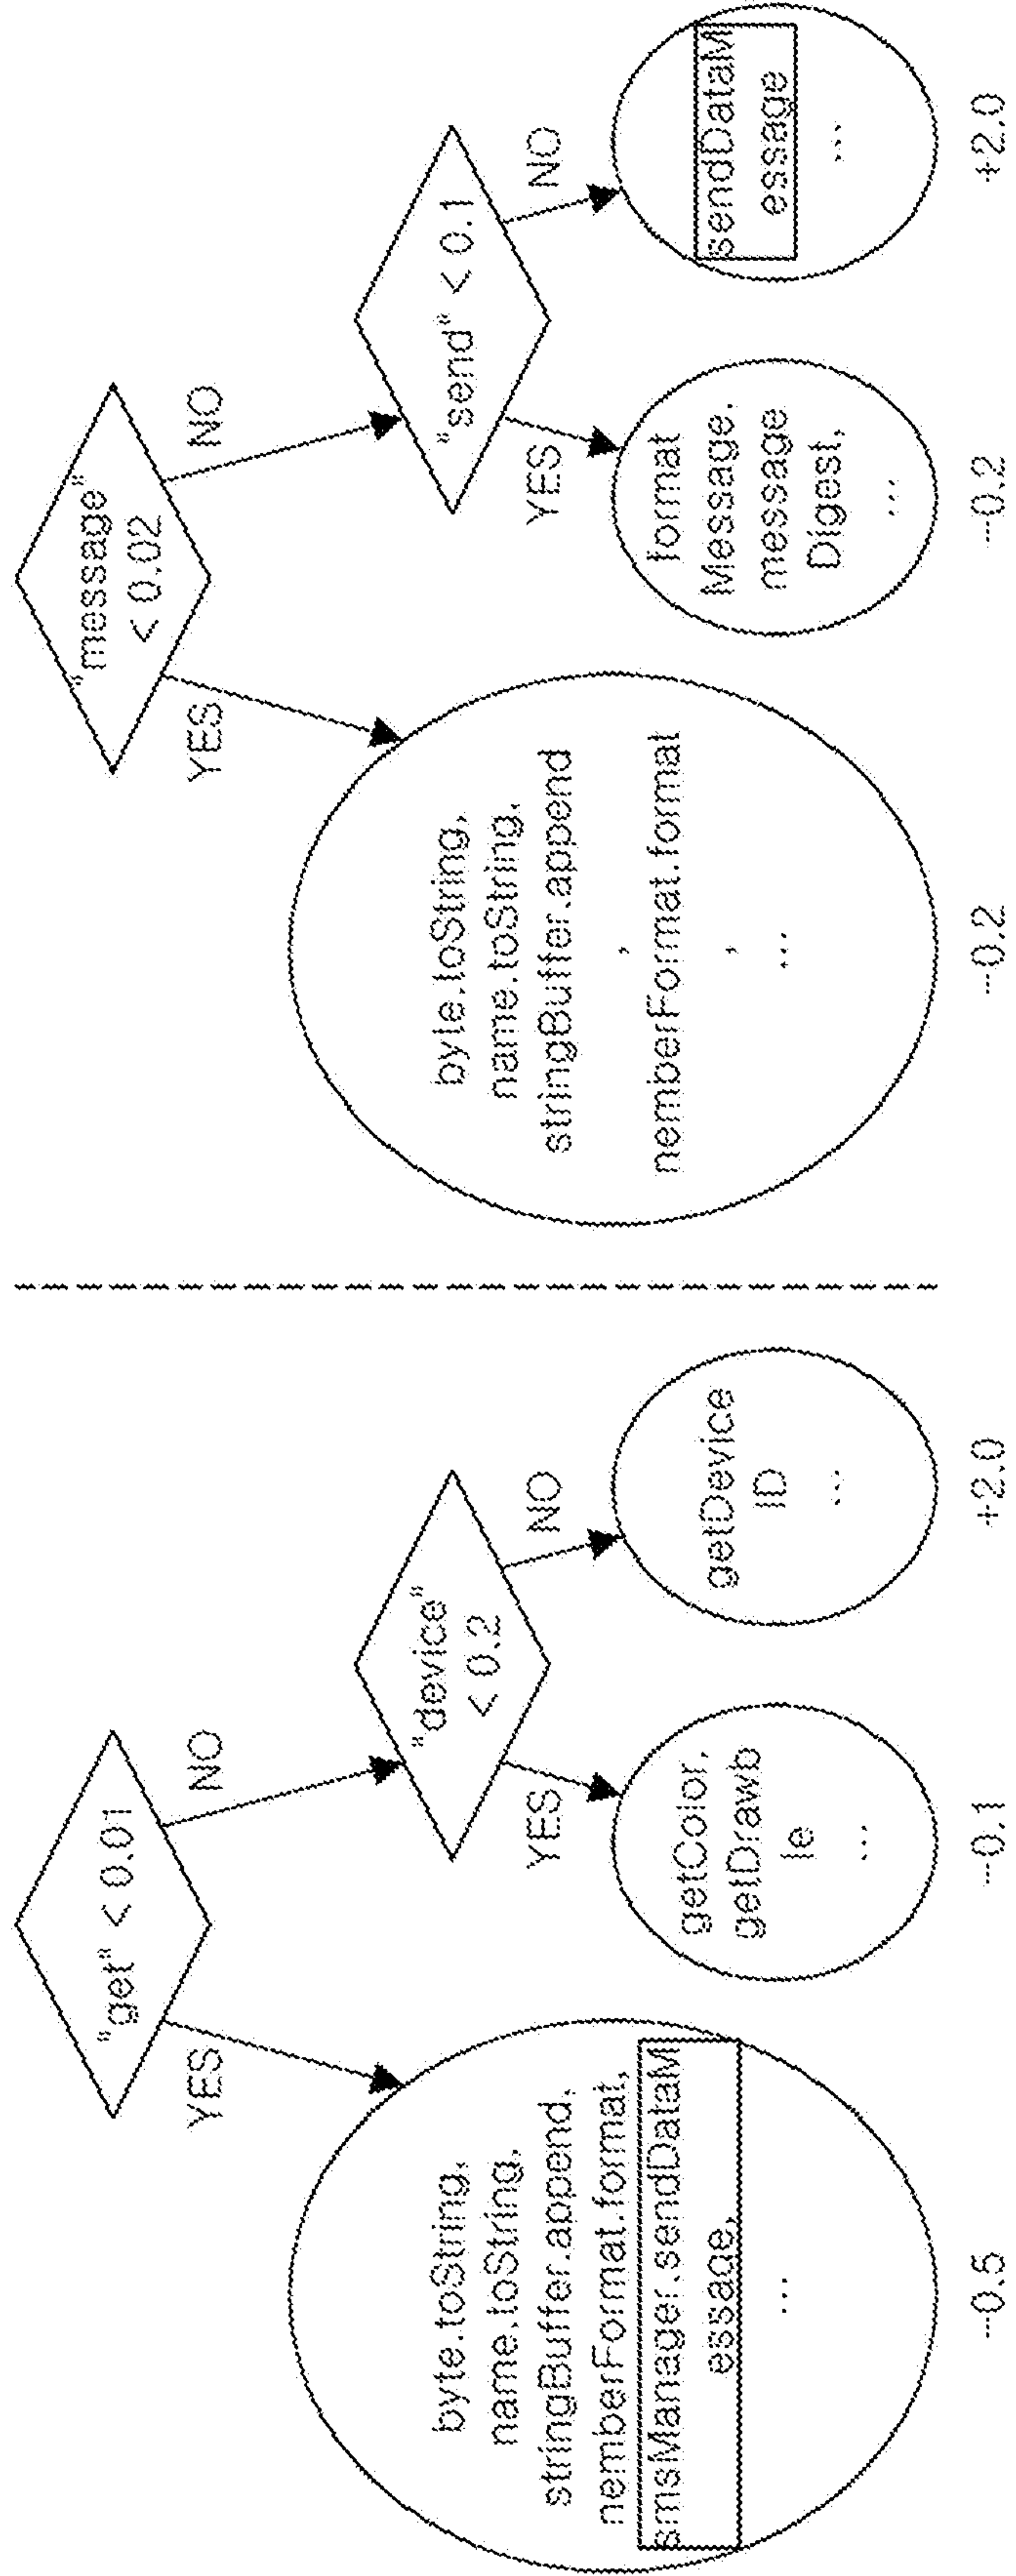 "get" < 0.01
YES
NO
"device"
< 0.2
YES
NO
byte.toString,
name.toString,
stringBuffer.append,
nemberFormat.format,
smsManager.sendDataM
essage,
...
getColor,
getDrawb
le
...
getDevice
ID
...
--0.5
--0.1
+2.0
"message"
< 0.02
YES
NO
"send" < 0.1
YES
NO
byte.toString,
name.toString,
stringBuffer.append
,
nemberFormat.format
,
...
format
Message,
message
Digest,
...
sendDataM
essage
...
--0.2
--0.2
+2.0